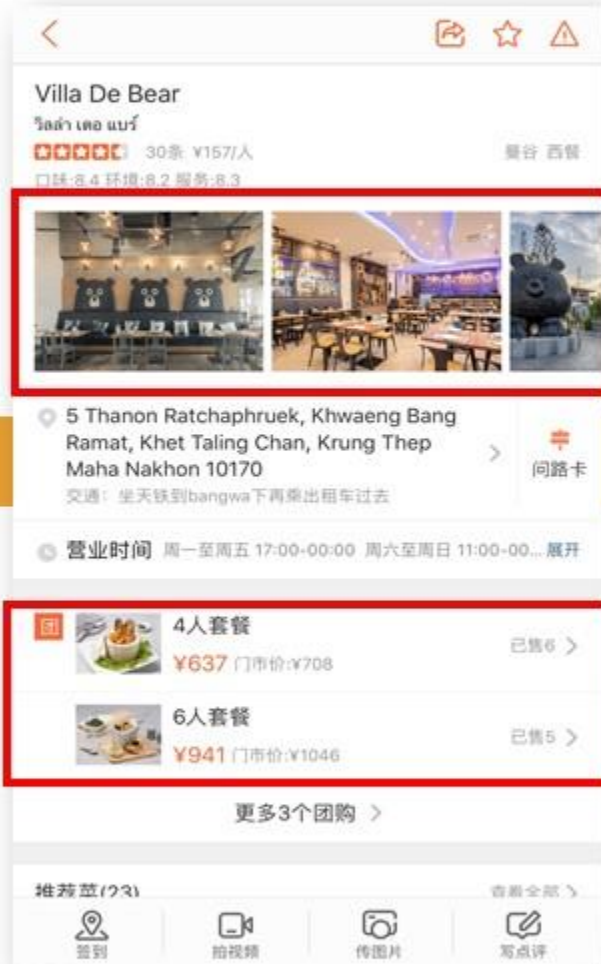 Villa De Bear
วิลล่า เดอ แบร์
30条 ¥157/人
曼谷 西餐
口味:8.4 环境:8.2 服务:8.3
5 Thanon Ratchaphruek, Khwaeng Bang
Ramat, Khet Taling Chan, Krung Thep
Maha Nakhon 10170
问路卡
交通：坐天铁到bangwa下再乘出租车过去
营业时间 周一至周五 17:00-00:00 周六至周日 11:00-00... 展开
团
4人套餐
¥637 门市价:¥708
已售6
6人套餐
¥941 门市价:¥1046
已售5
更多3个团购
推荐菜(23)
查看全部
签到
拍视频
传图片
写点评